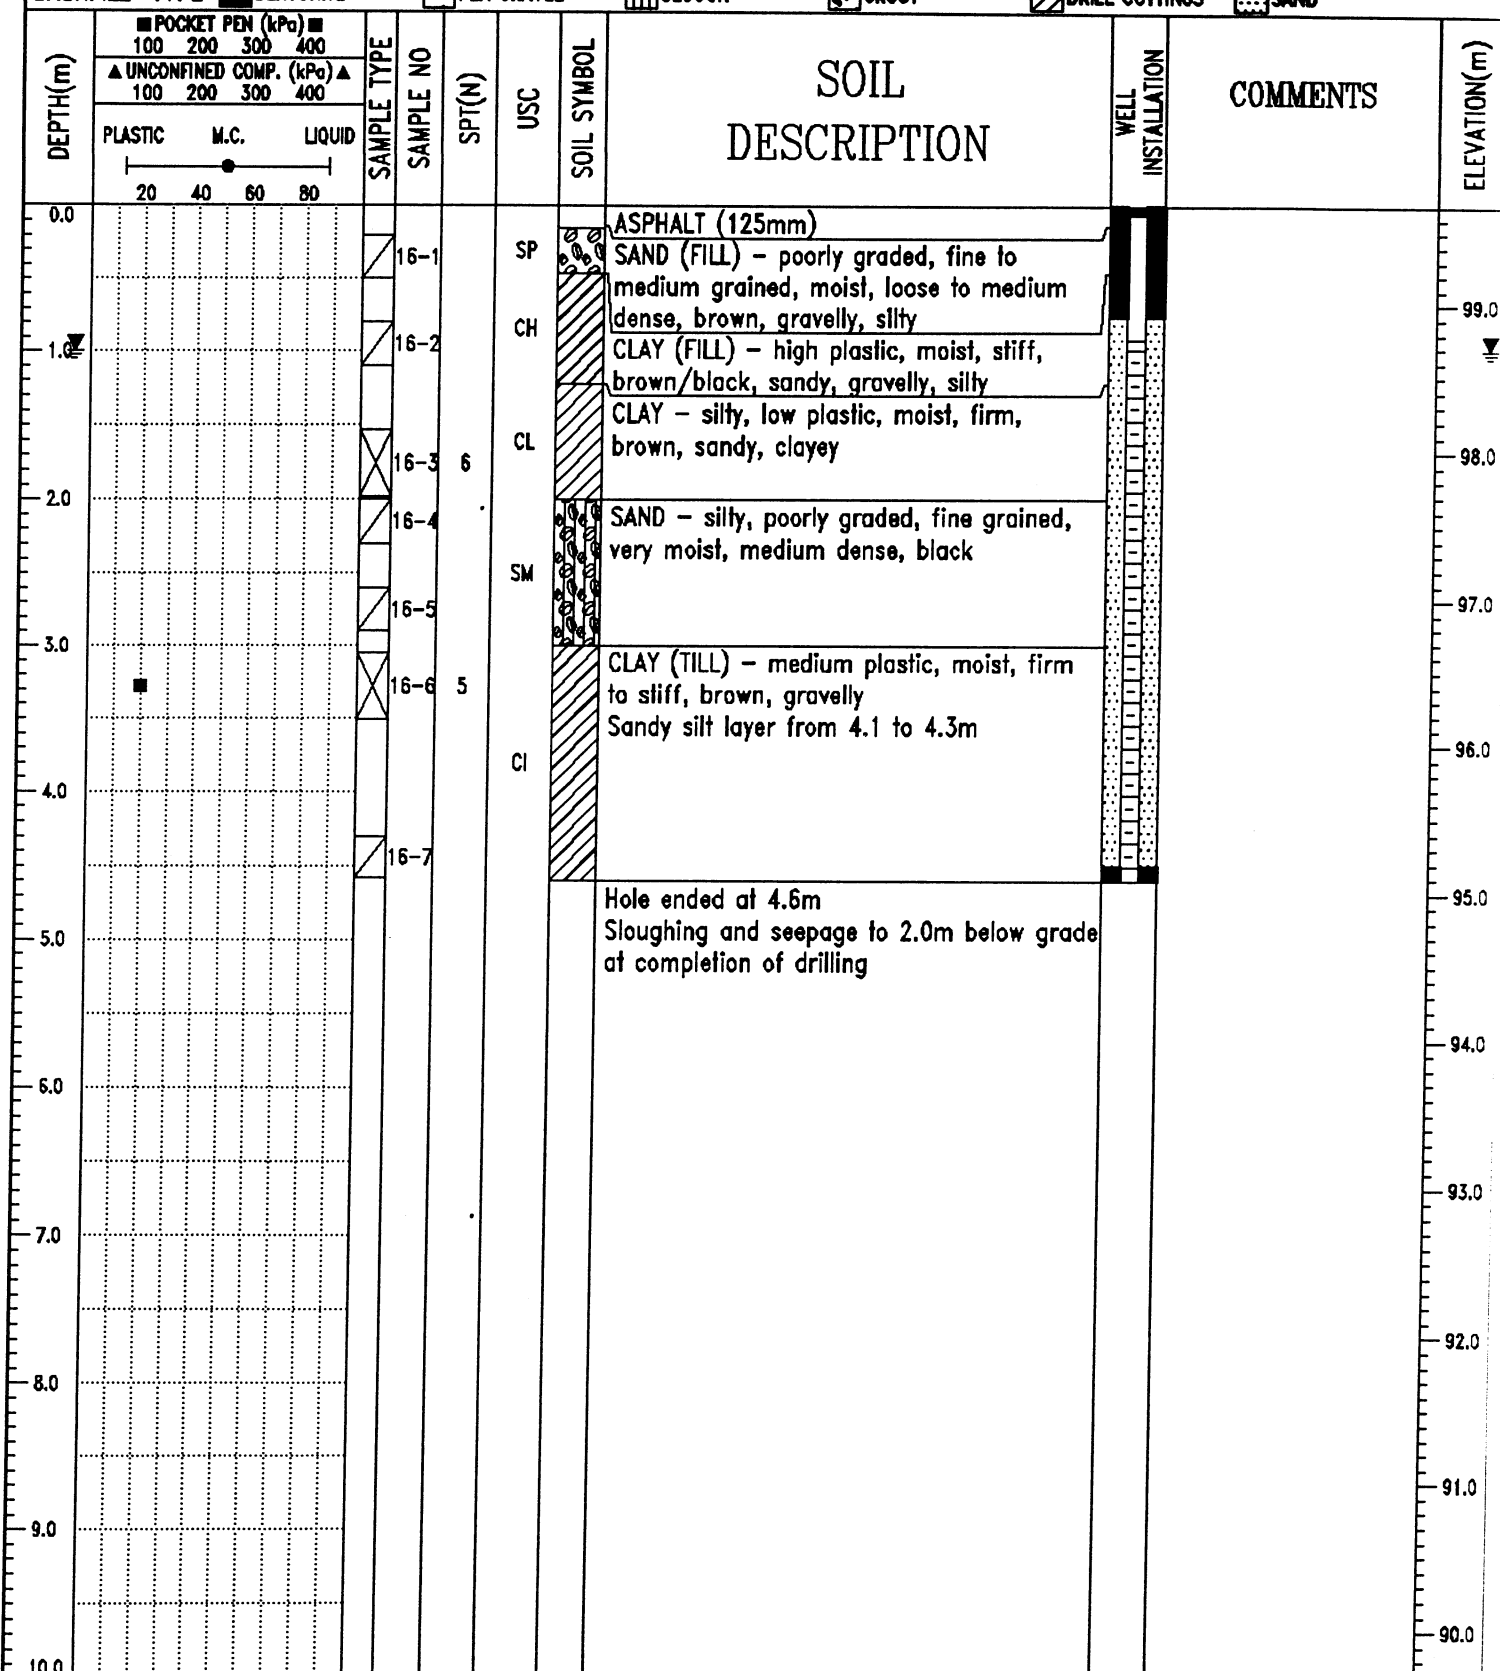 DRILL CUTTINGS SAND
DEPTH(m)
■POCKET PEN (kPa)■
100 200 300 400
▲UNCONFINED COMP. (kPa)▲
100 200 300 400
PLASTIC M.C. LIQUID
20 40 60 80
SAMPLE TYPE
SAMPLE NO
SPT(N)
USC
SOIL SYMBOL
SOIL
DESCRIPTION
WELL
INSTALLATION
COMMENTS
ELEVATION(m)
0.0
ASPHALT (125mm)
16-1
SP
SAND (FILL) – poorly graded, fine to
medium grained, moist, loose to medium
dense, brown, gravelly, silty
99.0
1.0
16-2
CH
CLAY (FILL) – high plastic, moist, stiff,
brown/black, sandy, gravelly, silty
CLAY – silty, low plastic, moist, firm,
brown, sandy, clayey
16-3 6
CL
98.0
2.0
16-4
SAND – silty, poorly graded, fine grained,
very moist, medium dense, black
SM
16-5
97.0
3.0
CLAY (TILL) – medium plastic, moist, firm
to stiff, brown, gravelly
Sandy silt layer from 4.1 to 4.3m
16-6 5
CI
96.0
4.0
16-7
Hole ended at 4.6m
95.0
Sloughing and seepage to 2.0m below grade
at completion of drilling
5.0
94.0
6.0
93.0
7.0
92.0
8.0
91.0
9.0
90.0
10.0